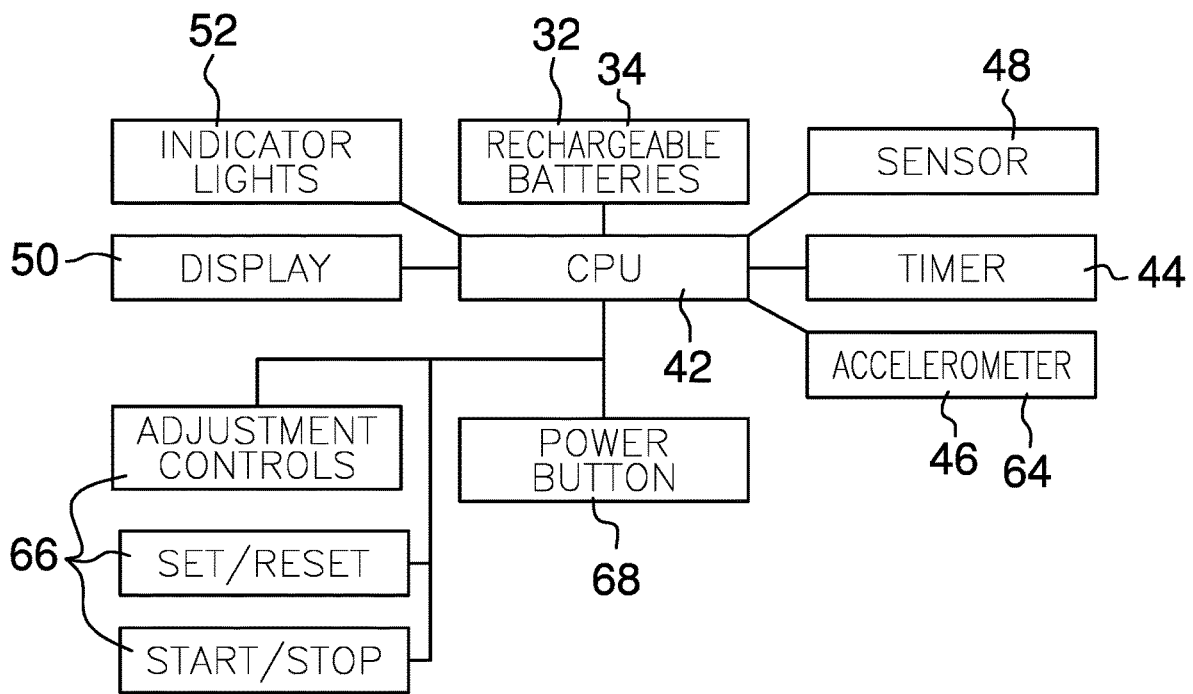 52
32
34
48
INDICATOR
LIGHTS
RECHARGEABLE
BATTERIES
SENSOR
50
DISPLAY
CPU
TIMER
44
42
ACCELEROMETER
46
64
ADJUSTMENT
CONTROLS
POWER
BUTTON
66
SET/RESET
68
START/STOP